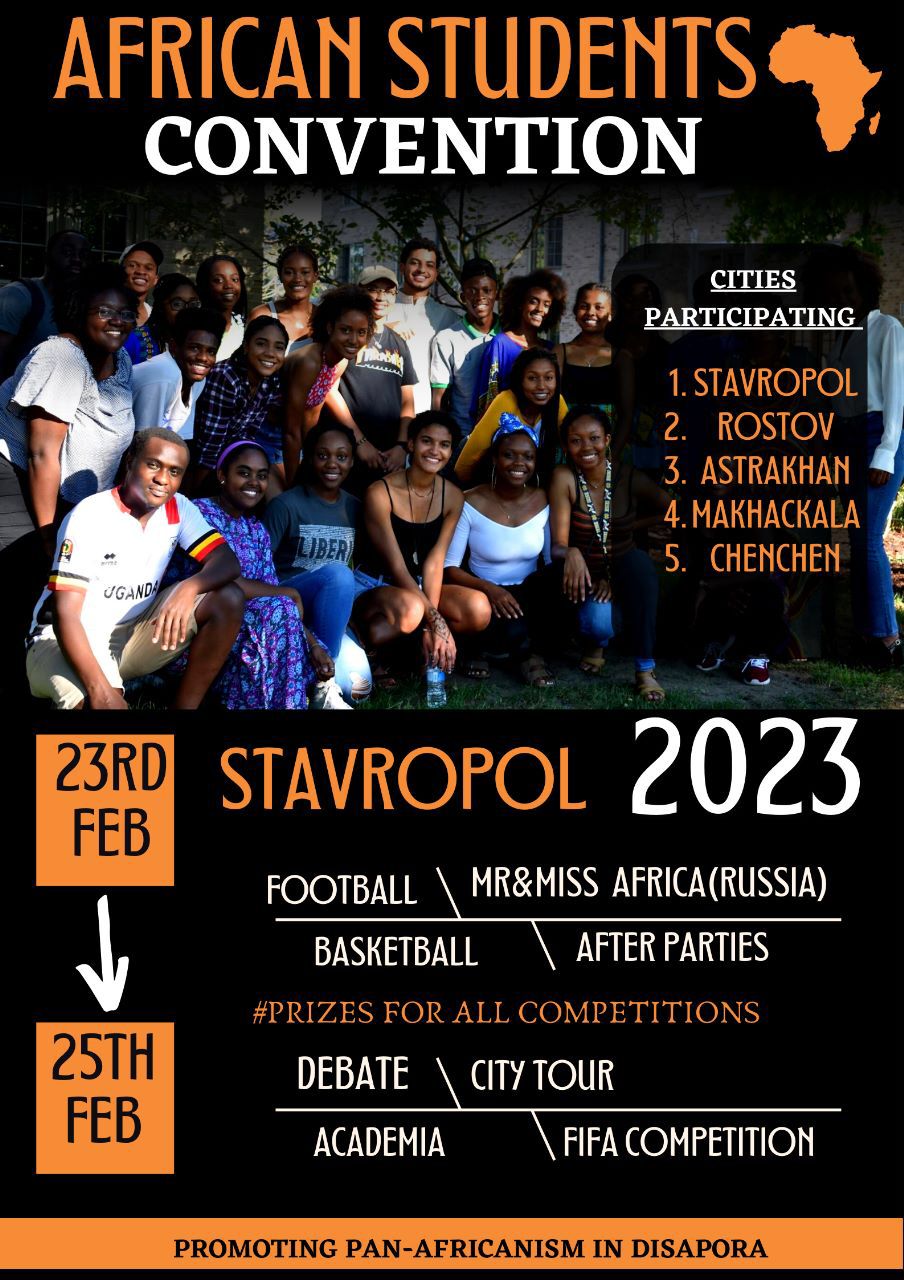 AFRICAN STUDENTS
CONVENTION
CITIES
PARTICIPATING
1. STAVROPOL
2. ROSTOV
3. ASTRAKHAN
4. MAKHACKALA
5. CHENCHEN
UGANDA
LIBERI
23RD
FEB
STAVROPOL 2023
FOOTBALL \ MR&MISS AFRICA(RUSSIA)
BASKETBALL \ AFTER PARTIES
#PRIZES FOR ALL COMPETITIONS
25TH
FEB
DEBATE \ CITY TOUR
ACADEMIA \ FIFA COMPETITION
PROMOTING PAN-AFRICANISM IN DISAPORA